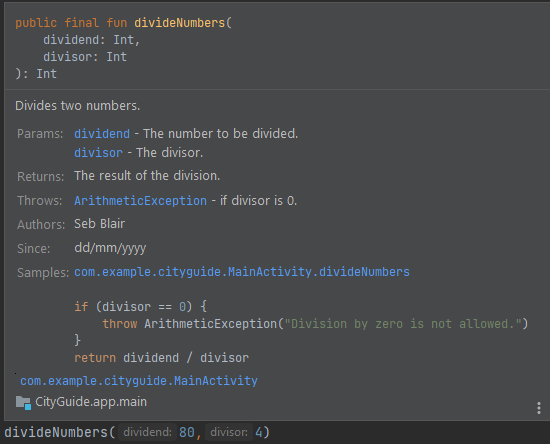 public final fun divideNumbers(
dividend: Int,
divisor: Int
): Int
Divides two numbers.
Params: dividend - The number to be divided.
divisor - The divisor.
Returns: The result of the division.
Throws: ArithmeticException - if divisor is 0.
Authors: Seb Blair
Since: dd/mm/yyyy
Samples: com.example.cityguide.MainActivity.divideNumbers
if (divisor == 0) {
throw ArithmeticException("Division by zero is not allowed.")
}
return dividend / divisor
com.example.cityguide.MainActivity
CityGuide.app.main
divideNumbers( dividend: 80, divisor: 4)